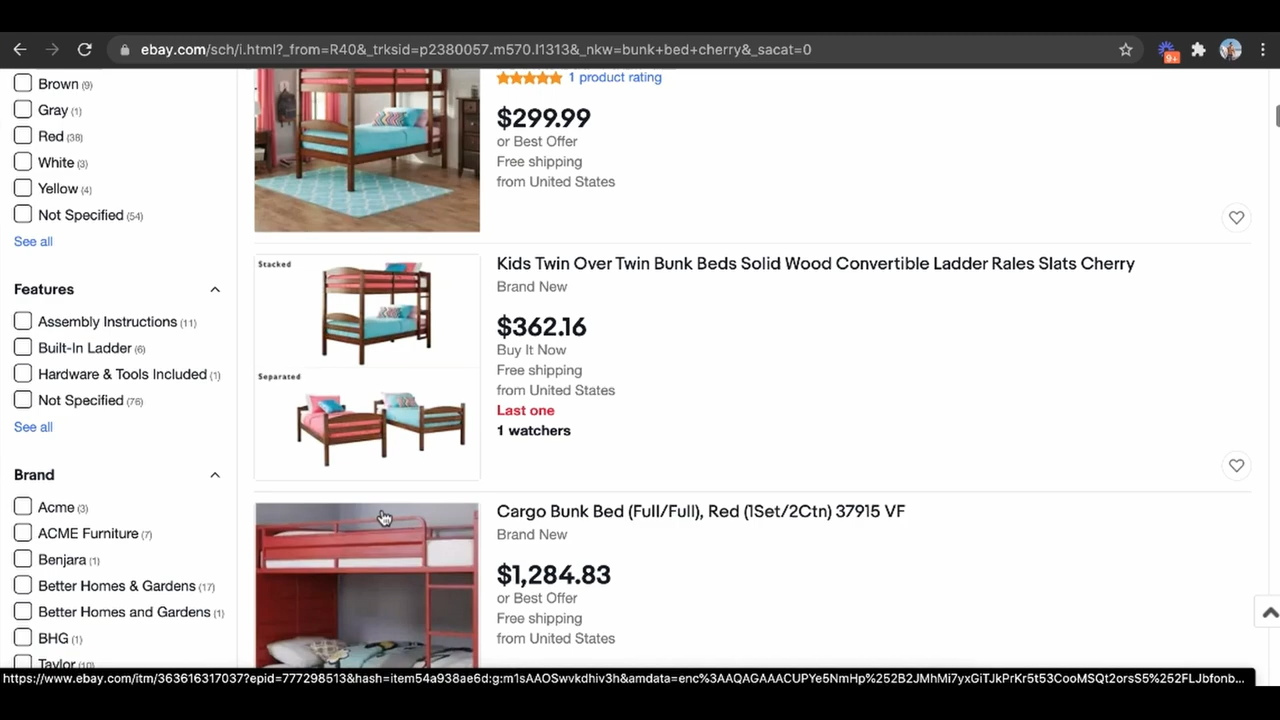 ebay.com/sch/i.html?_from=R40&_trksid=p2380057.m570.l1313&_nkw=bunk+bed+cherry&_sacat=0
9+
Brown (9)
Gray (1)
Red (38)
White (3)
Yellow (4)
Not Specified (54)
See all
Features
Assembly Instructions (11)
Built-In Ladder (6)
Hardware & Tools Included (1)
Not Specified (76)
See all
Brand
Acme (3)
ACME Furniture (7)
Benjara (1)
Better Homes & Gardens (17)
Better Homes and Gardens (1)
BHG (1)
Taylor (10)
1 product rating
$299.99
or Best Offer
Free shipping
from United States
Stacked
Separated
Kids Twin Over Twin Bunk Beds Solid Wood Convertible Ladder Rales Slats Cherry
Brand New
$362.16
Buy It Now
Free shipping
from United States
Last one
1 watchers
Cargo Bunk Bed (Full/Full), Red (1Set/2Ctn) 37915 VF
Brand New
$1,284.83
or Best Offer
Free shipping
from United States
https://www.ebay.com/itm/363616317037?epid=777298513&hash=item54a938ae6d:g:m1sAAOSwvkdhiv3h&amdata=enc%3AAQAGAAACUPYe5NmHp%252B2JMhMi7yxGiTJkPrKr5t53CooMSQt2orsS5%252FLJbfonb...